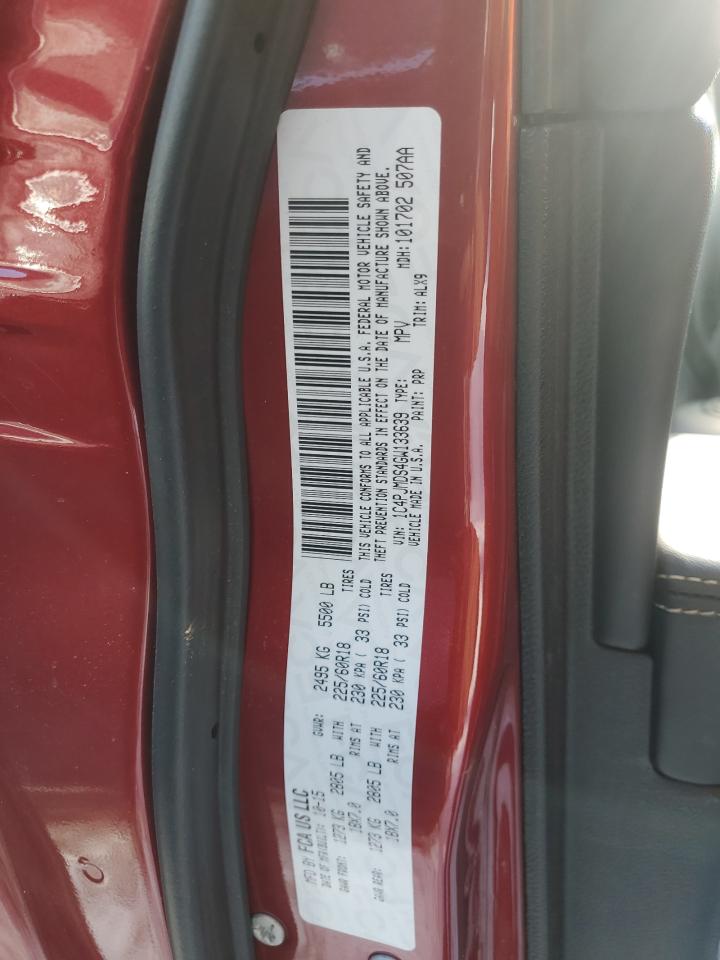 MFD BY FCA US LLC
DATE OF MFR(BUILT): 10-15 GVWR: 2495 KG 5500 LB
GAWR FRONT: 1273 KG 2805 LB WITH 225/60R18 TIRES
18X7.0 RIMS AT 230 KPA ( 33 PSI) COLD
GAWR REAR: 1273 KG 2805 LB WITH 225/60R18 TIRES
18X7.0 RIMS AT 230 KPA ( 33 PSI) COLD
THIS VEHICLE CONFORMS TO ALL APPLICABLE U.S.A. FEDERAL MOTOR VEHICLE SAFETY AND
THEFT PREVENTION STANDARDS IN EFFECT ON THE DATE OF MANUFACTURE SHOWN ABOVE.
VIN: 1C4PJMDS4GW133639 TYPE: MPV MDH:101702 507AA
VEHICLE MADE IN U.S.A. PAINT: PRP TRIM: ALX9